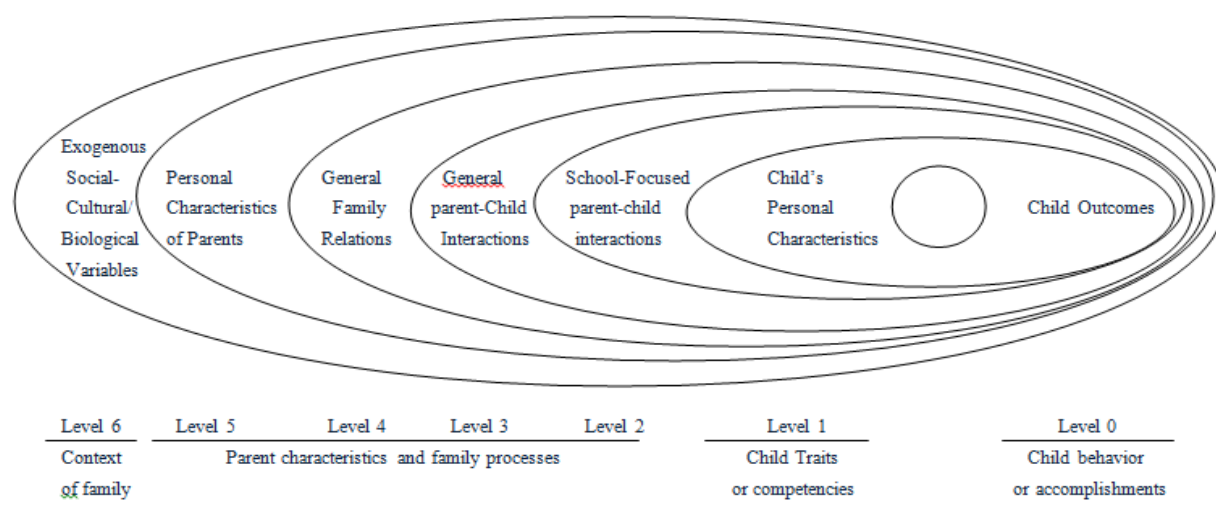 Exogenous
Social-
Cultural/
Biological
Variables
Personal
Characteristics
of Parents
General
Family
Relations
General
parent-Child
Interactions
School-Focused
parent-child
interactions
Child's
Personal
Characteristics
Child Outcomes
Level 6
Level 5
Level 4
Level 3
Level 2
Level 1
Level 0
Context
of family
Parent characteristics and family processes
Child Traits
or competencies
Child behavior
or accomplishments